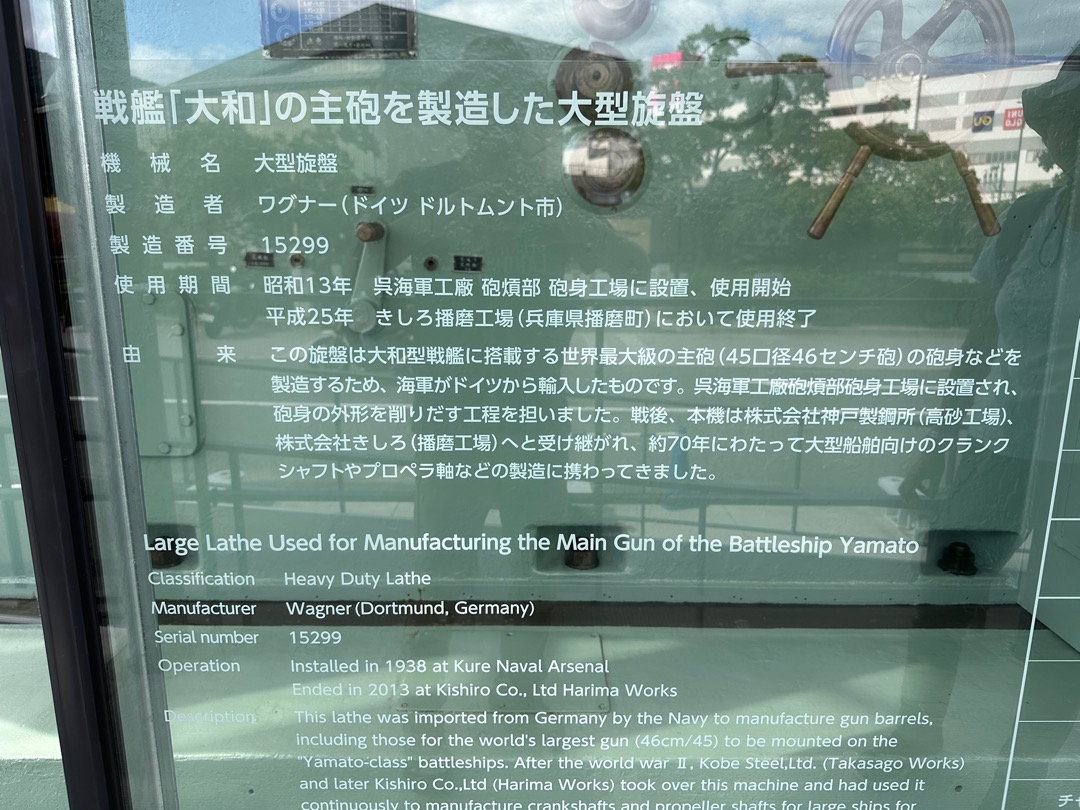 戦艦「大和」の主砲を製造した大型旋盤
機械名 大型旋盤
製造者 ワグナー（ドイツ ドルトムント市）
製造番号 15299
使用期間 昭和13年 呉海軍工廠 砲熕部 砲身工場に設置、使用開始
平成25年 きしろ播磨工場（兵庫県播磨町）において使用終了
由来 この旋盤は大和型戦艦に搭載する世界最大級の主砲（45口径46センチ砲）の砲身などを
製造するため、海軍がドイツから輸入したものです。呉海軍工廠砲熕部砲身工場に設置され、
砲身の外形を削りだす工程を担いました。戦後、本機は株式会社神戸製鋼所（高砂工場）、
株式会社きしろ（播磨工場）へと受け継がれ、約70年にわたって大型船舶向けのクランク
シャフトやプロペラ軸などの製造に携わってきました。
Large Lathe Used for Manufacturing the Main Gun of the Battleship Yamato
Classification Heavy Duty Lathe
Manufacturer Wagner (Dortmund, Germany)
Serial number 15299
Operation Installed in 1938 at Kure Naval Arsenal
Ended in 2013 at Kishiro Co., Ltd Harima Works
Description This lathe was imported from Germany by the Navy to manufacture gun barrels,
including those for the world's largest gun (46cm/45) to be mounted on the
"Yamato-class" battleships. After the world war Ⅱ, Kobe Steel,Ltd. (Takasago Works)
and later Kishiro Co.,Ltd (Harima Works) took over this machine and had used it
continuously to manufacture crankshafts and propeller shafts for large ships for
GU
UNI
QLO
チ